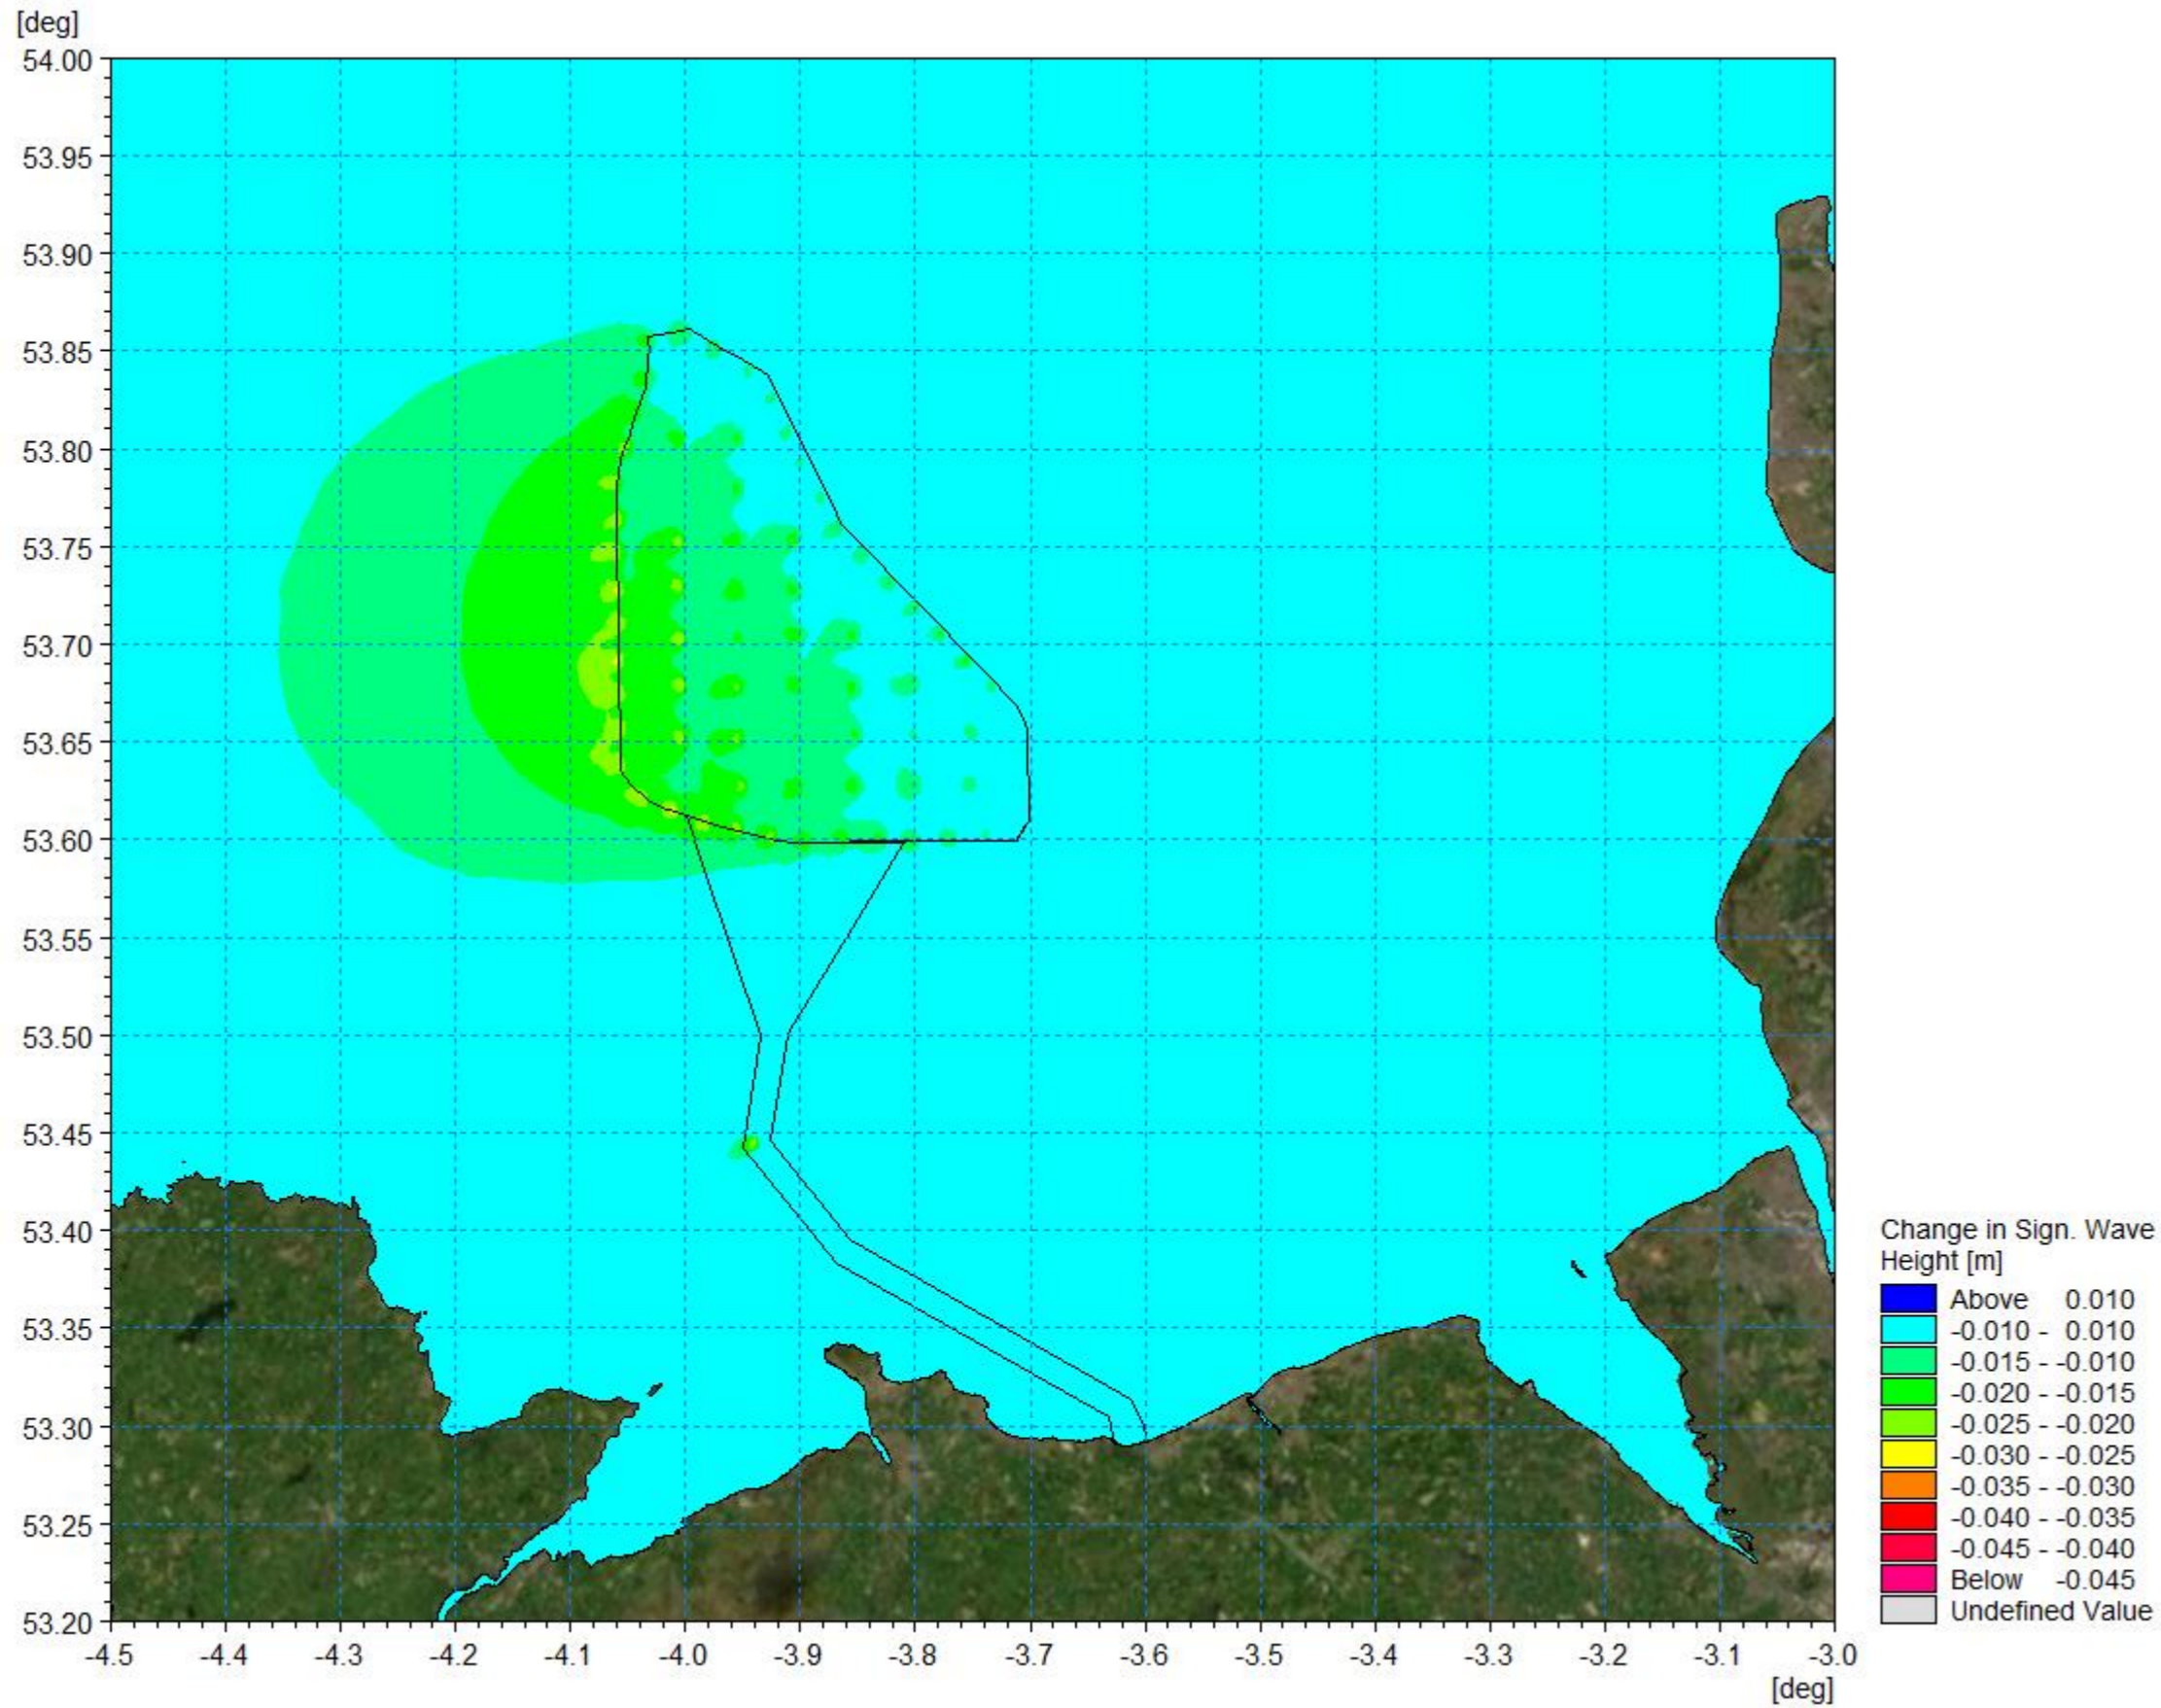 [deg]
54.00
53.95
53.90
53.85
53.80
53.75
53.70
53.65
53.60
53.55
53.50
53.45
53.40
53.35
53.30
53.25
53.20
-4.5 -4.4 -4.3 -4.2 -4.1 -4.0 -3.9 -3.8 -3.7 -3.6 -3.5 -3.4 -3.3 -3.2 -3.1 -3.0
[deg]
Change in Sign. Wave
Height [m]
Above 0.010
-0.010 - 0.010
-0.015 - -0.010
-0.020 - -0.015
-0.025 - -0.020
-0.030 - -0.025
-0.035 - -0.030
-0.040 - -0.035
-0.045 - -0.040
Below -0.045
Undefined Value